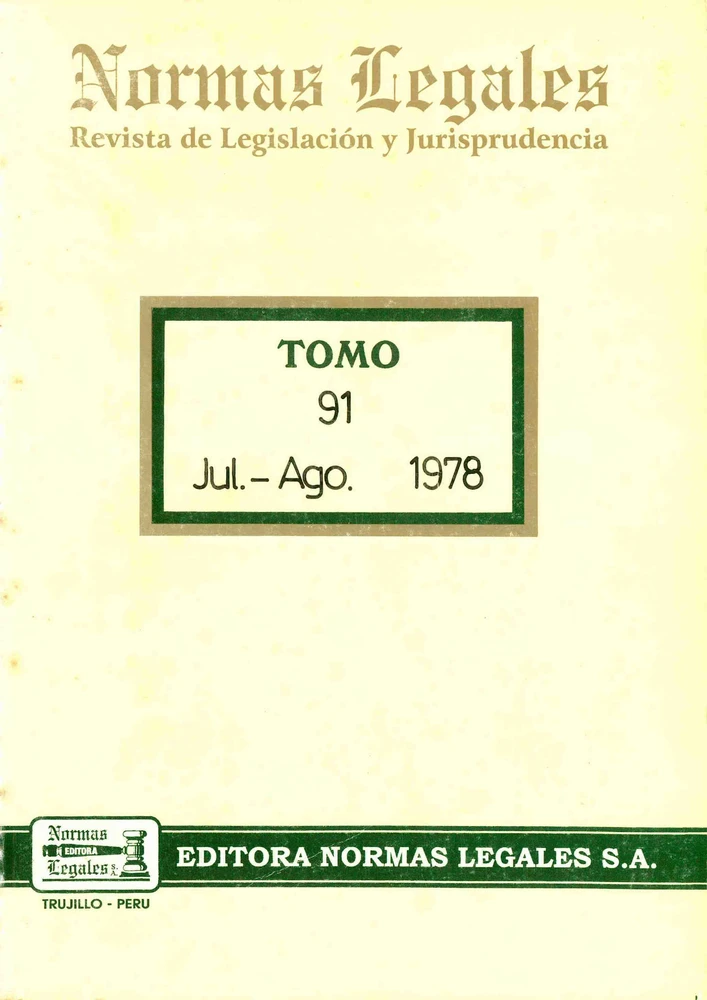 Normas Legales
Revista de Legislación y Jurisprudencia
TOMO
91
Jul. - Ago. 1978
Normas
EDITORA
Legales S.A.
EDITORA NORMAS LEGALES S.A.
TRUJILLO - PERU